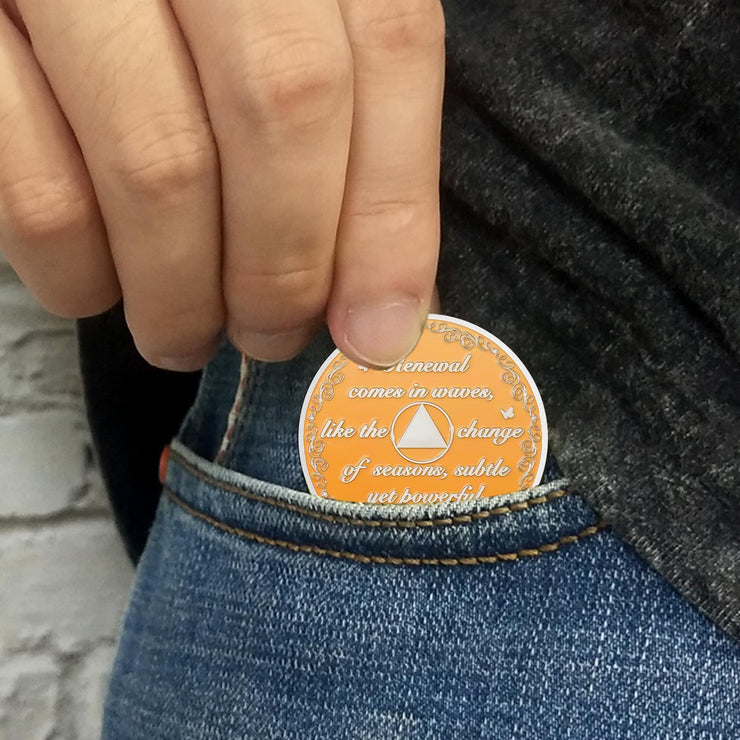 Renewal
comes in waves,
like the change
of seasons, subtle
yet powerful